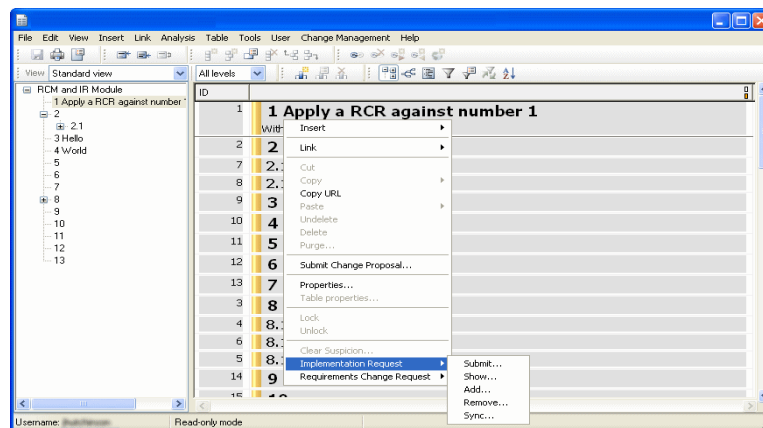 File Edit View Insert Link Analysis Table Tools User Change Management Help
View Standard view All levels
RCM and IR Module
1 Apply a RCR against number
2
2.1
3 Hello
4 World
5
6
7
8
9
10
11
12
13
ID
1 1 Apply a RCR against number 1
With
2 2
7 2.
8 2.
9 3
10 4
11 5
12 6
13 7
3 8
4 8.
6 8.
5 8.
14 9
15 10
Insert
Link
Cut
Copy
Copy URL
Paste
Undelete
Delete
Purge...
Submit Change Proposal...
Properties...
Table properties...
Lock
Unlock
Clear Suspicion...
Implementation Request
Requirements Change Request
Submit...
Show...
Add...
Remove...
Sync...
Username: Read-only mode